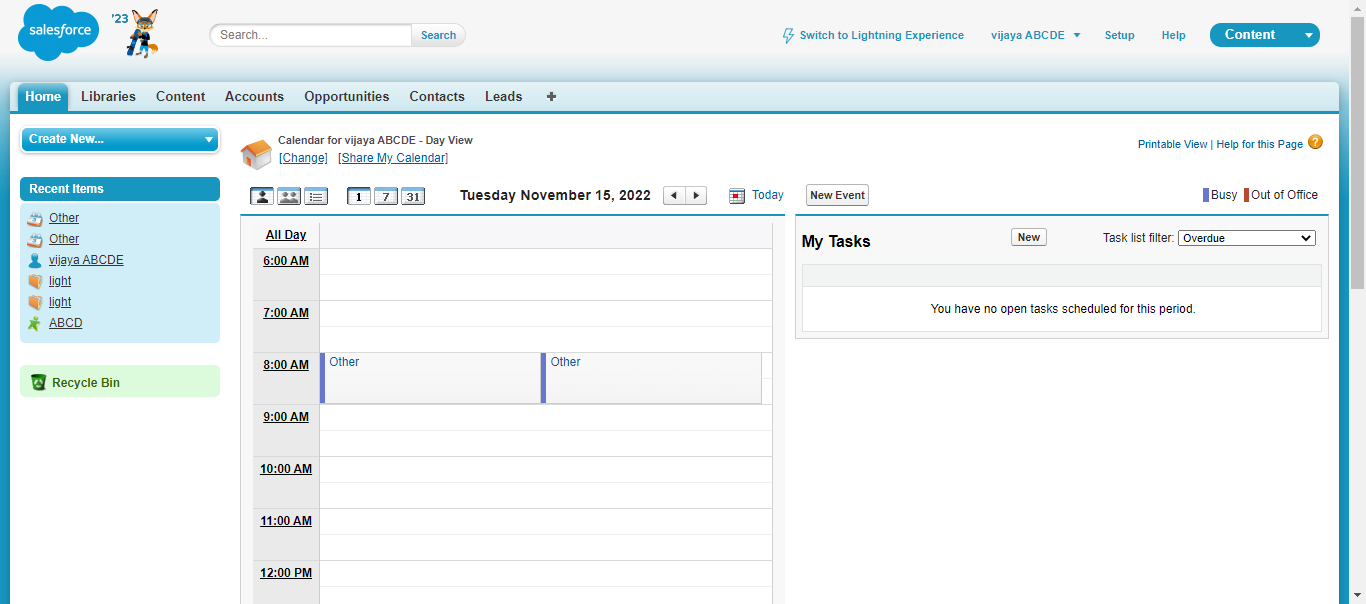 salesforce '23
Search... Search
Switch to Lightning Experience vijaya ABCDE Setup Help Content
Home Libraries Content Accounts Opportunities Contacts Leads +
Create New...
Recent Items
Other
Other
vijaya ABCDE
light
light
ABCD
Recycle Bin
Calendar for vijaya ABCDE - Day View
[Change] [Share My Calendar]
Printable View | Help for this Page ?
1 7 31 Tuesday November 15, 2022 Today New Event Busy Out of Office
All Day
6:00 AM
7:00 AM
8:00 AM Other Other
9:00 AM
10:00 AM
11:00 AM
12:00 PM
My Tasks New Task list filter: Overdue
You have no open tasks scheduled for this period.